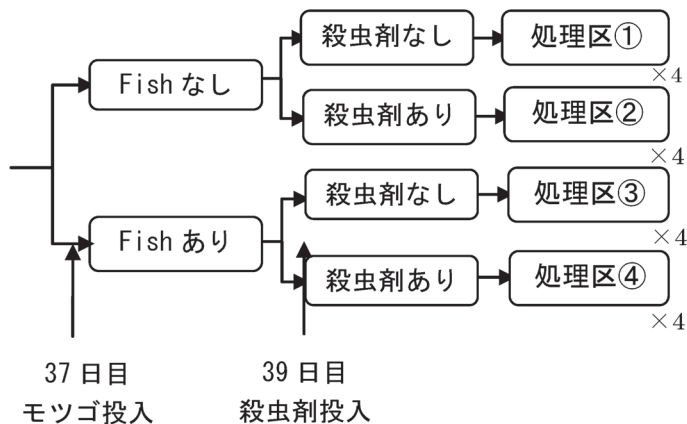 殺虫剤なし
処理区①
×4
Fishなし
殺虫剤あり
処理区②
×4
殺虫剤なし
処理区③
×4
Fishあり
殺虫剤あり
処理区④
×4
37日目
モツゴ投入
39日目
殺虫剤投入